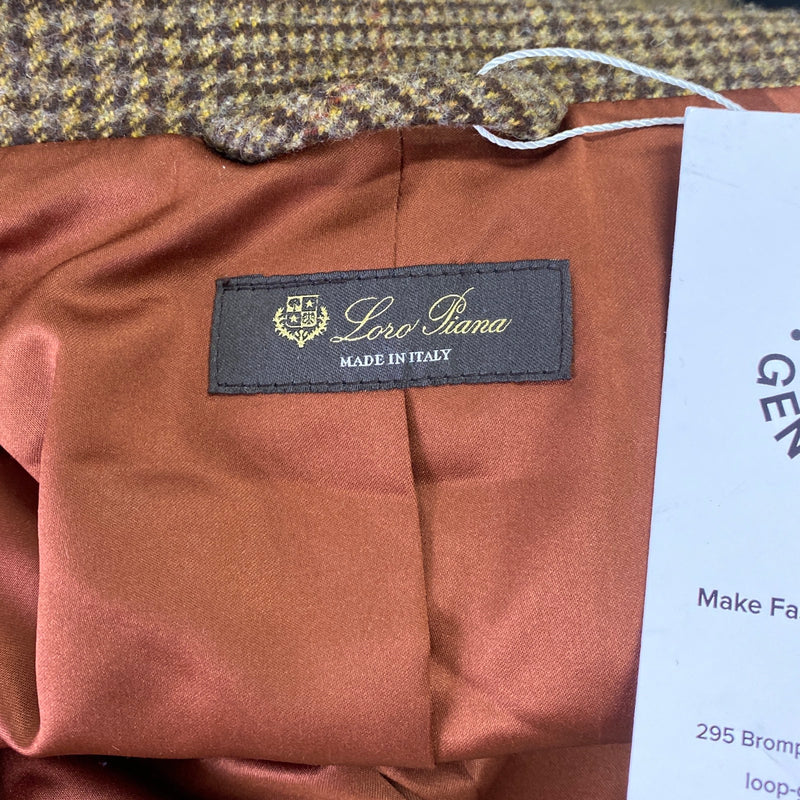 Loro Piana
MADE IN ITALY
GEN
Make Fa
295 Bromp
loop-